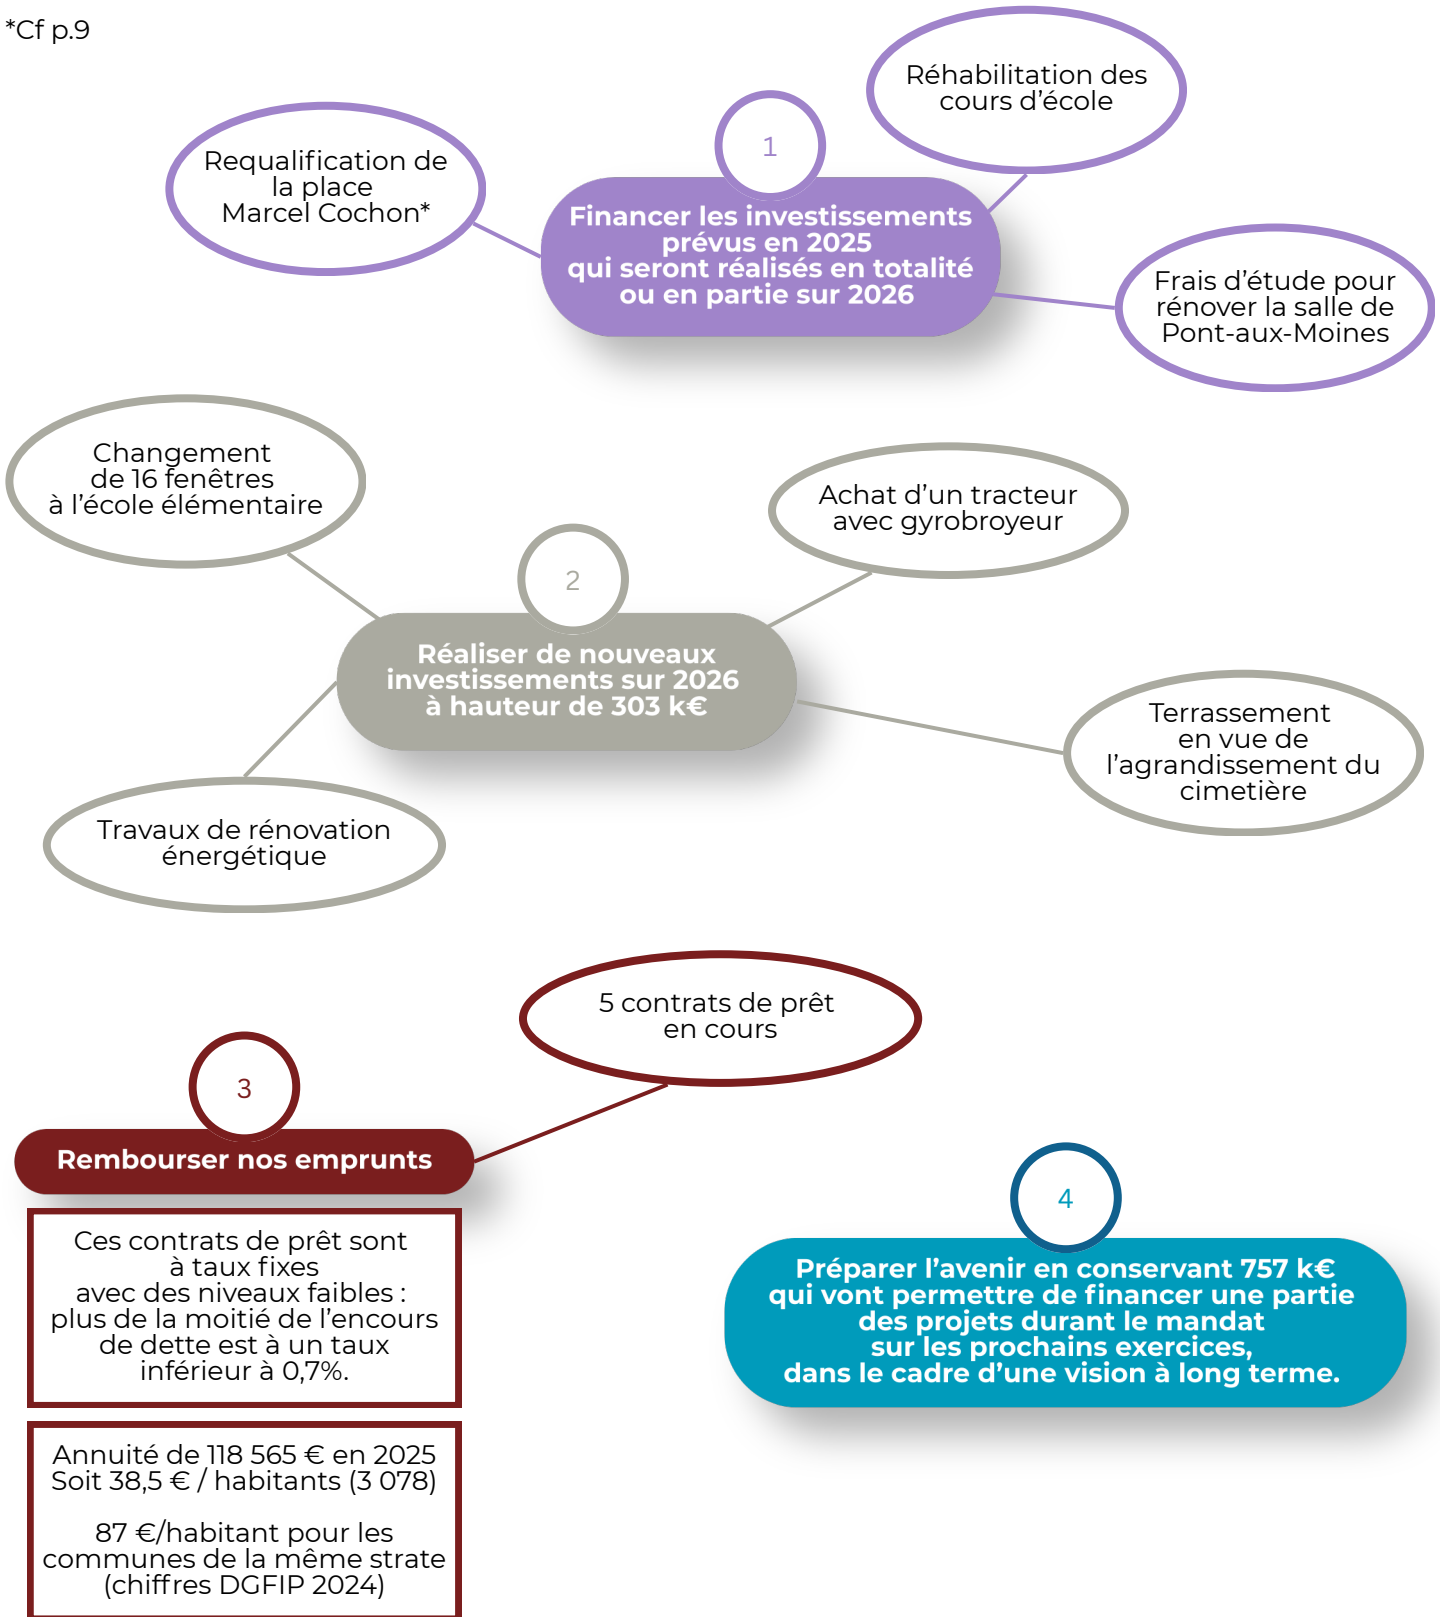 *Cf p.9
Réhabilitation des
cours d'école
1
Requalification de
la place
Marcel Cochon*
Financer les investissements
prévus en 2025
qui seront réalisés en totalité
ou en partie sur 2026
Frais d'étude pour
rénover la salle de
Pont-aux-Moines
Changement
de 16 fenêtres
à l'école élémentaire
Achat d'un tracteur
avec gyrobroyeur
2
Réaliser de nouveaux
investissements sur 2026
à hauteur de 303 k€
Terrassement
en vue de
l'agrandissement du
cimetière
Travaux de rénovation
énergétique
5 contrats de prêt
en cours
3
Rembourser nos emprunts
Ces contrats de prêt sont
à taux fixes
avec des niveaux faibles :
plus de la moitié de l'encours
de dette est à un taux
inférieur à 0,7%.
Annuité de 118 565 € en 2025
Soit 38,5 € / habitants (3 078)
87 €/habitant pour les
communes de la même strate
(chiffres DGFIP 2024)
4
Préparer l'avenir en conservant 757 k€
qui vont permettre de financer une partie
des projets durant le mandat
sur les prochains exercices,
dans le cadre d'une vision à long terme.